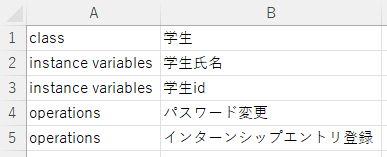 A B
1 class 学生
2 instance variables 学生氏名
3 instance variables 学生id
4 operations パスワード変更
5 operations インターンシップエントリ登録